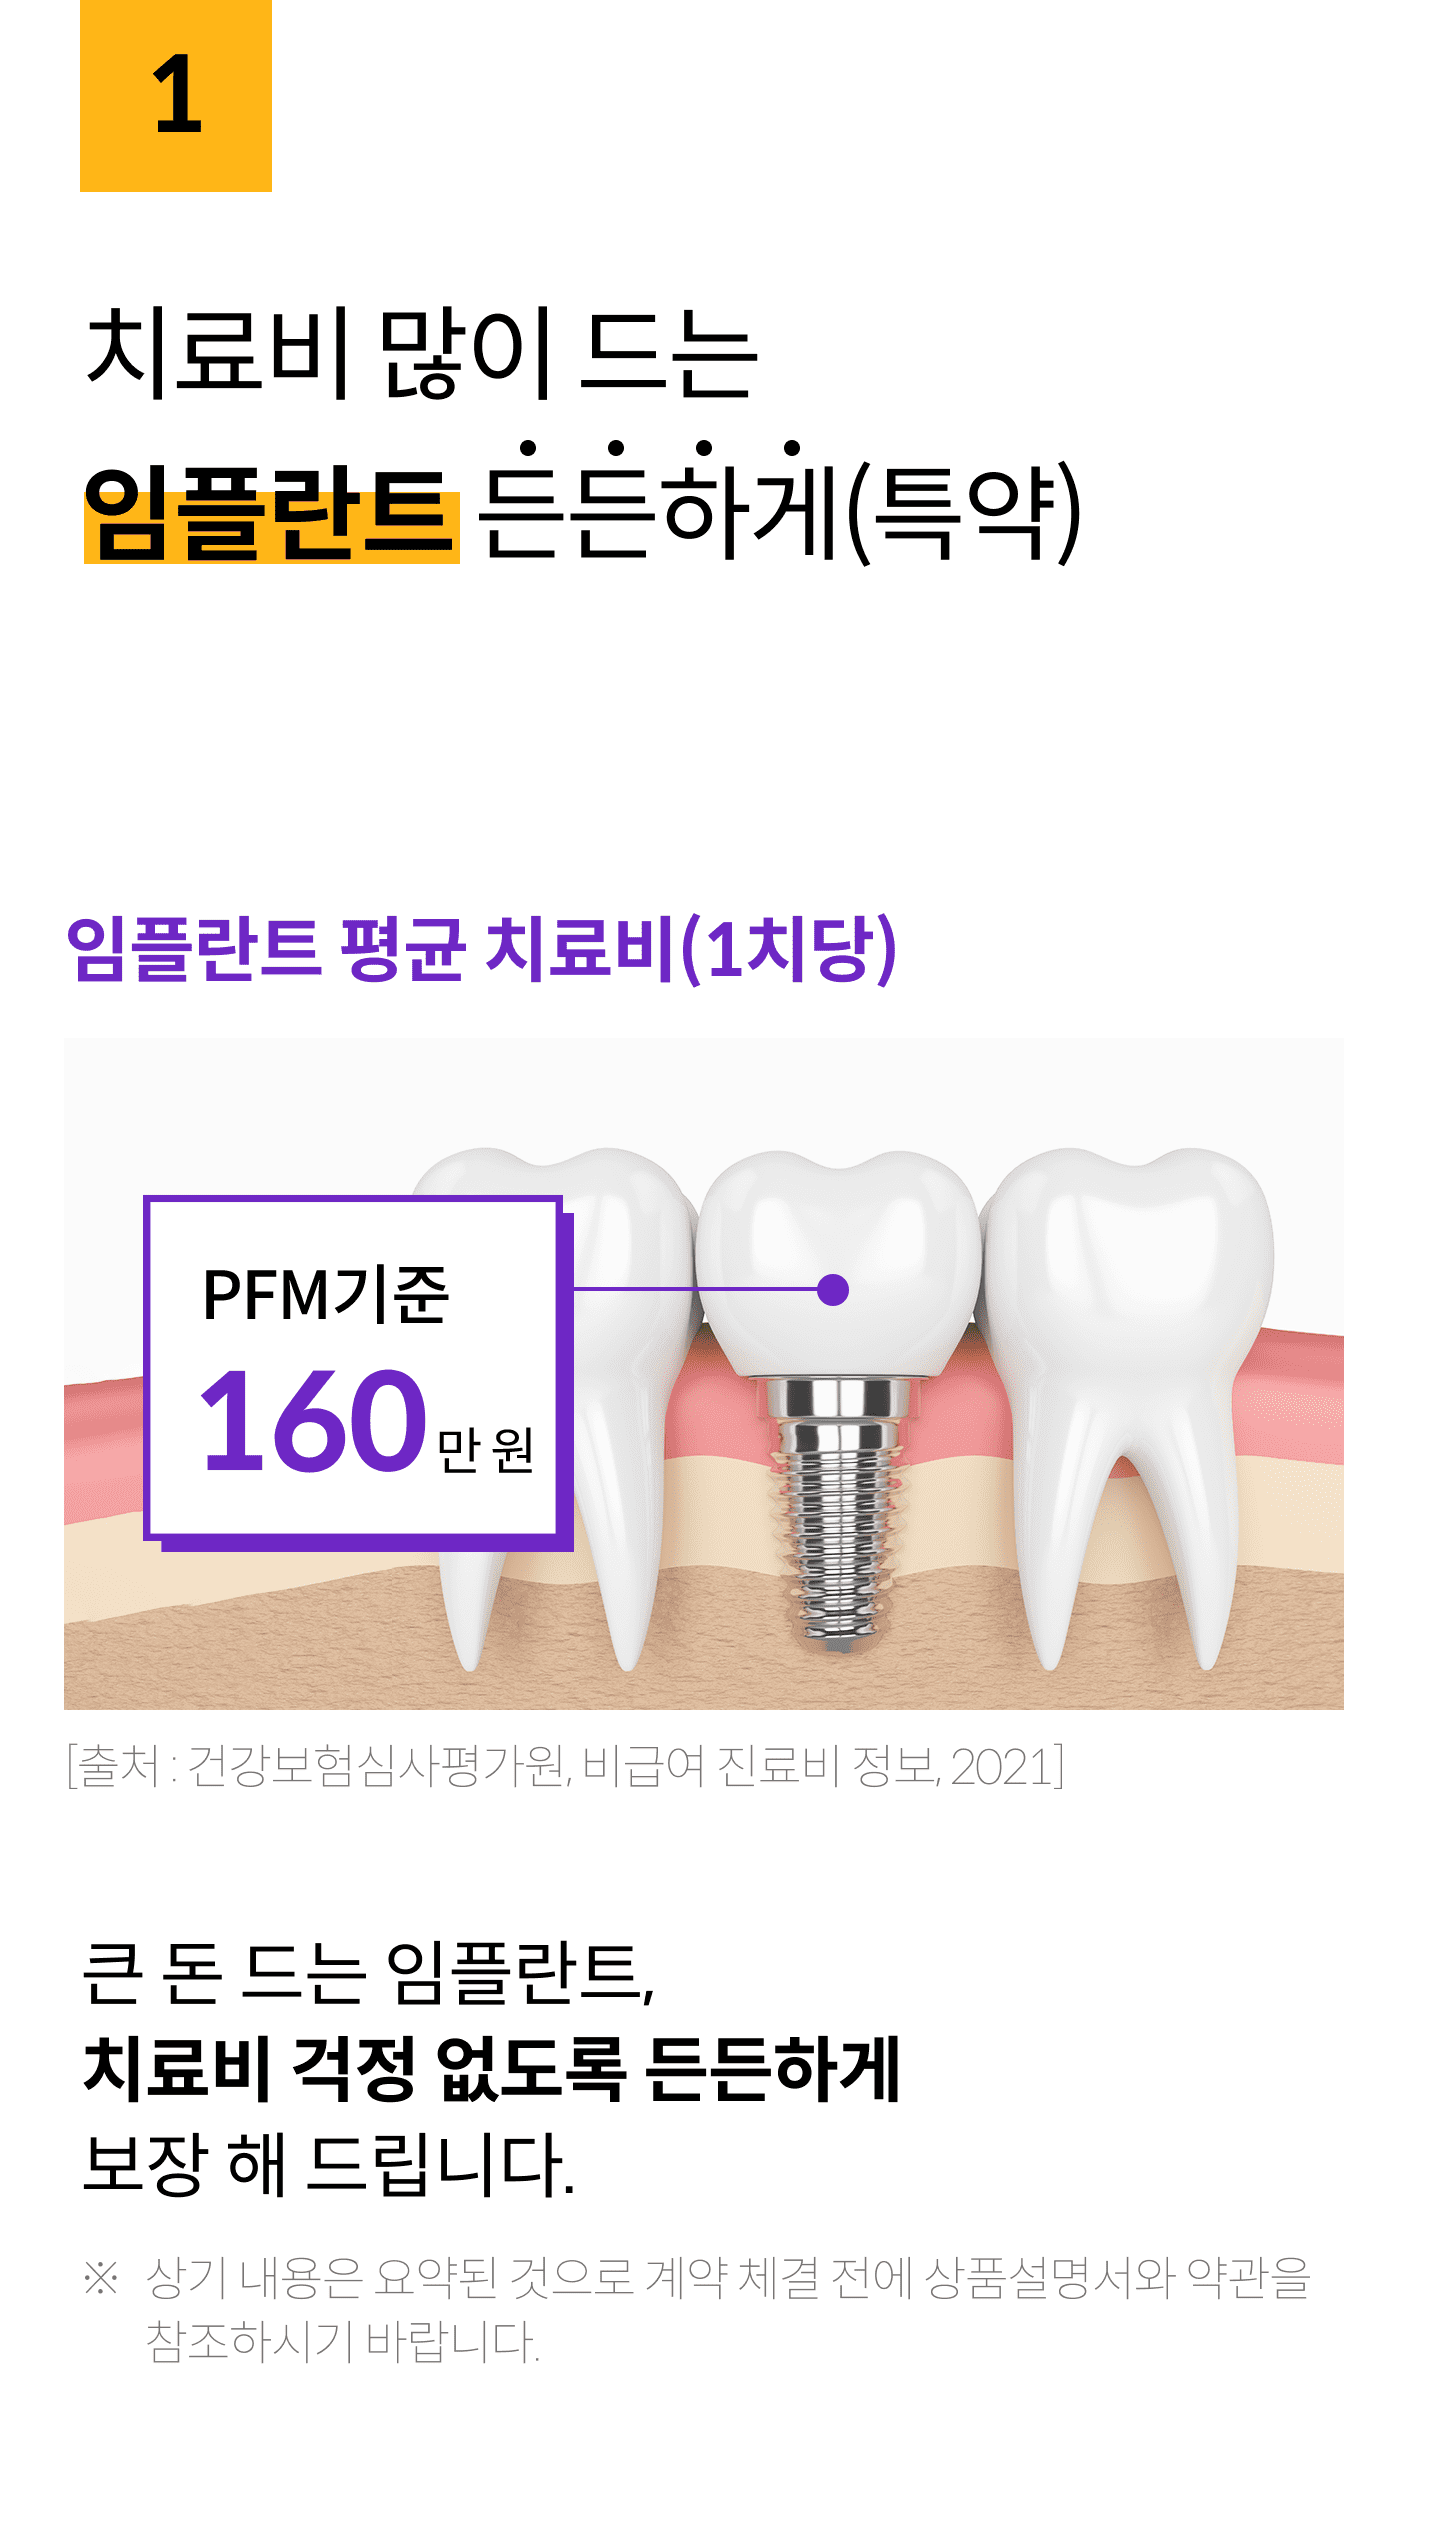 1
치료비 많이 드는
임플란트 든든하게(특약)
임플란트 평균 치료비(1치당)
PFM기준
160만 원
[출처 : 건강보험심사평가원, 비급여 진료비 정보, 2021]
큰 돈 드는 임플란트,
치료비 걱정 없도록 든든하게
보장 해 드립니다.
※ 상기 내용은 요약된 것으로 계약 체결 전에 상품설명서와 약관을
참조하시기 바랍니다.